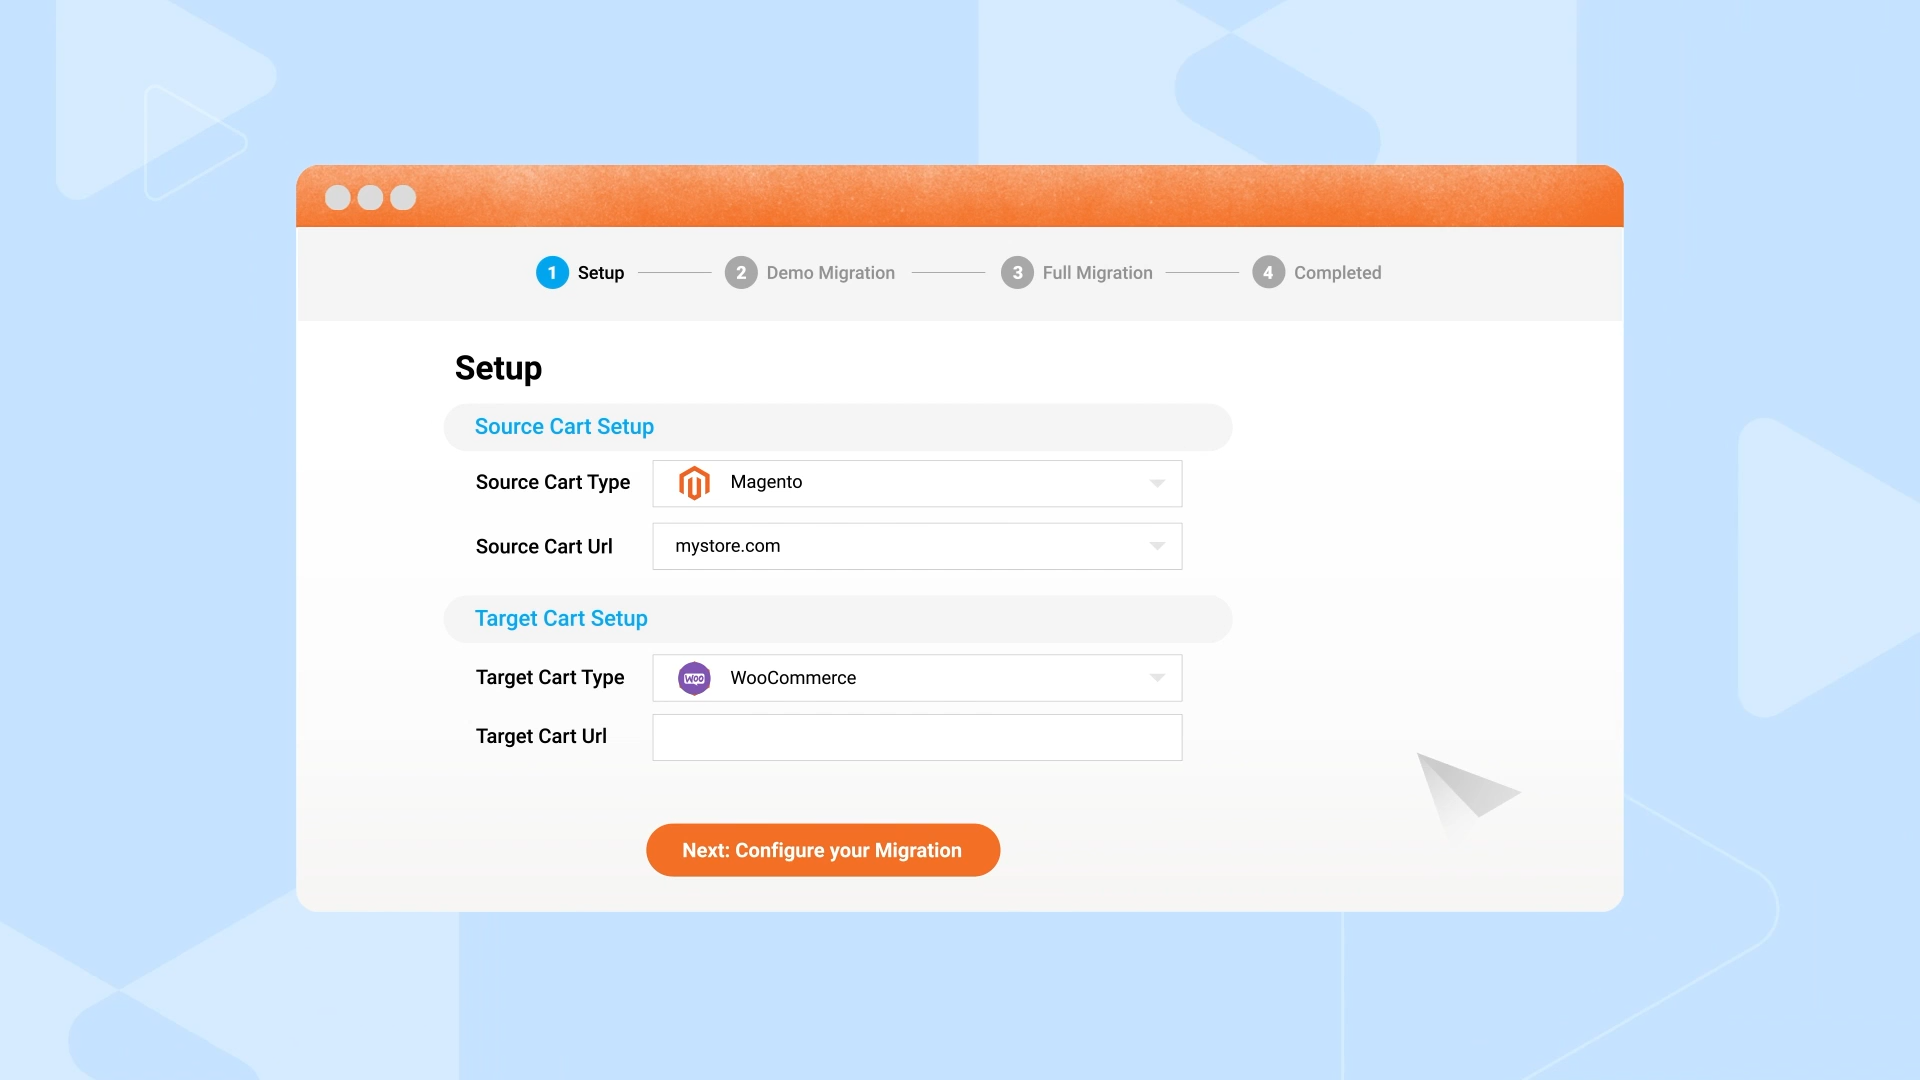 1 Setup 2 Demo Migration 3 Full Migration 4 Completed
Setup
Source Cart Setup
Source Cart Type Magento
Source Cart Url mystore.com
Target Cart Setup
Target Cart Type WOO WooCommerce
Target Cart Url
Next: Configure your Migration